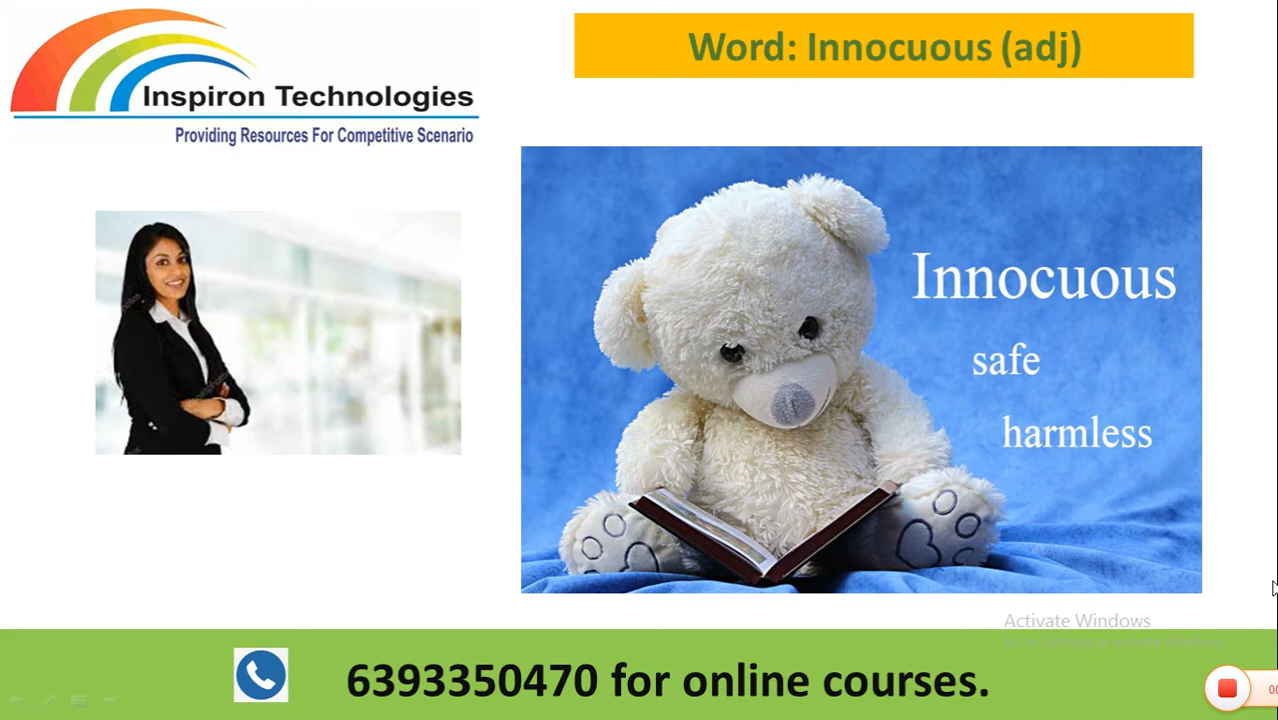 Inspiron Technologies
Providing Resources For Competitive Scenario
Word: Innocuous (adj)
Innocuous
safe
harmless
Activate Windows
6393350470 for online courses.